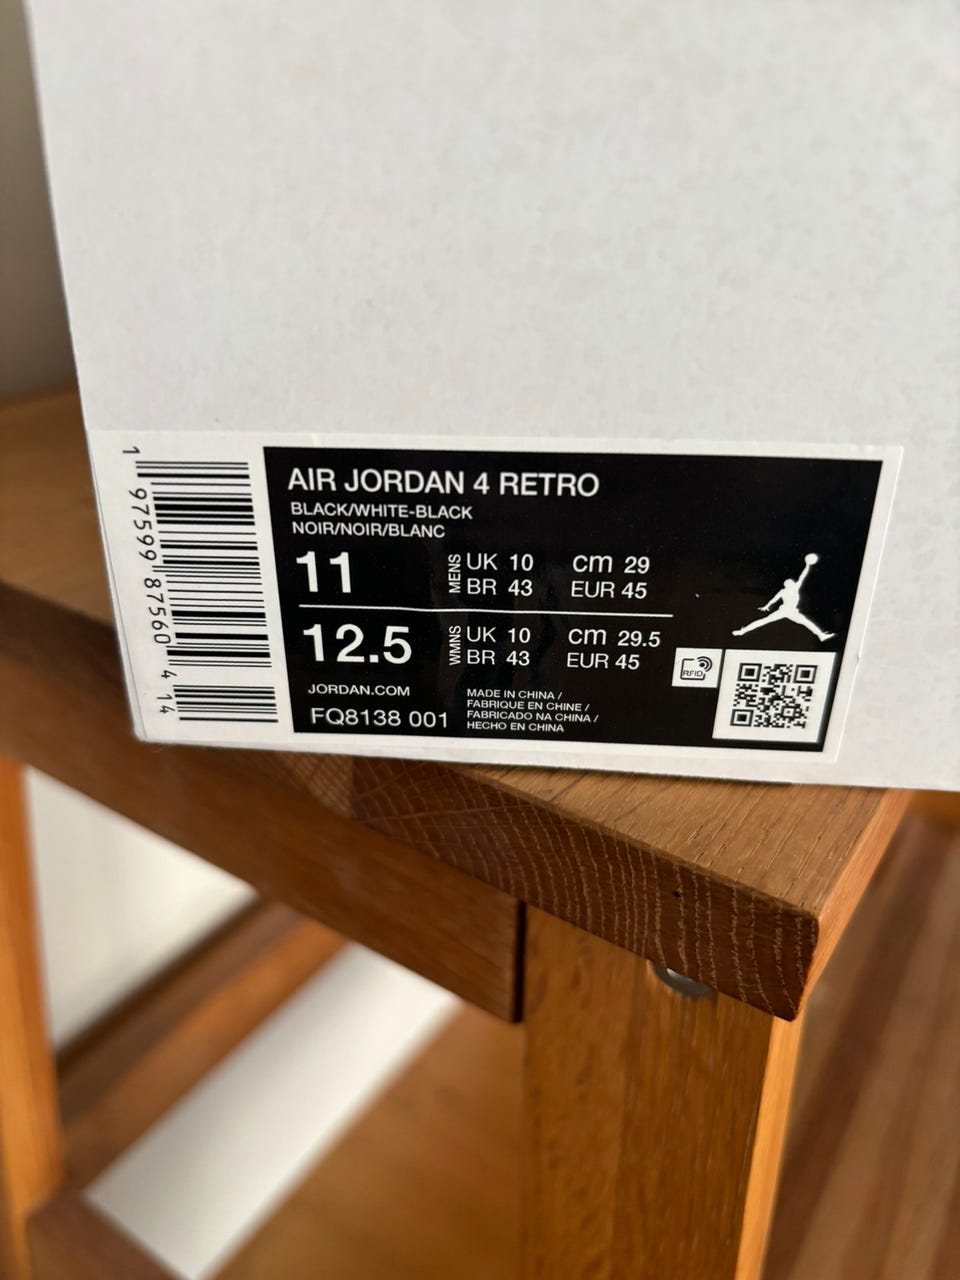 AIR JORDAN 4 RETRO
BLACK/WHITE-BLACK
NOIR/NOIR/BLANC
11 MENS UK 10 cm 29
BR 43 EUR 45
12.5 WMNS UK 10 cm 29.5
BR 43 EUR 45
RFID
JORDAN.COM
FQ8138 001
MADE IN CHINA /
FABRIQUE EN CHINE /
FABRICADO NA CHINA /
HECHO EN CHINA
1 97599 87560 4 14